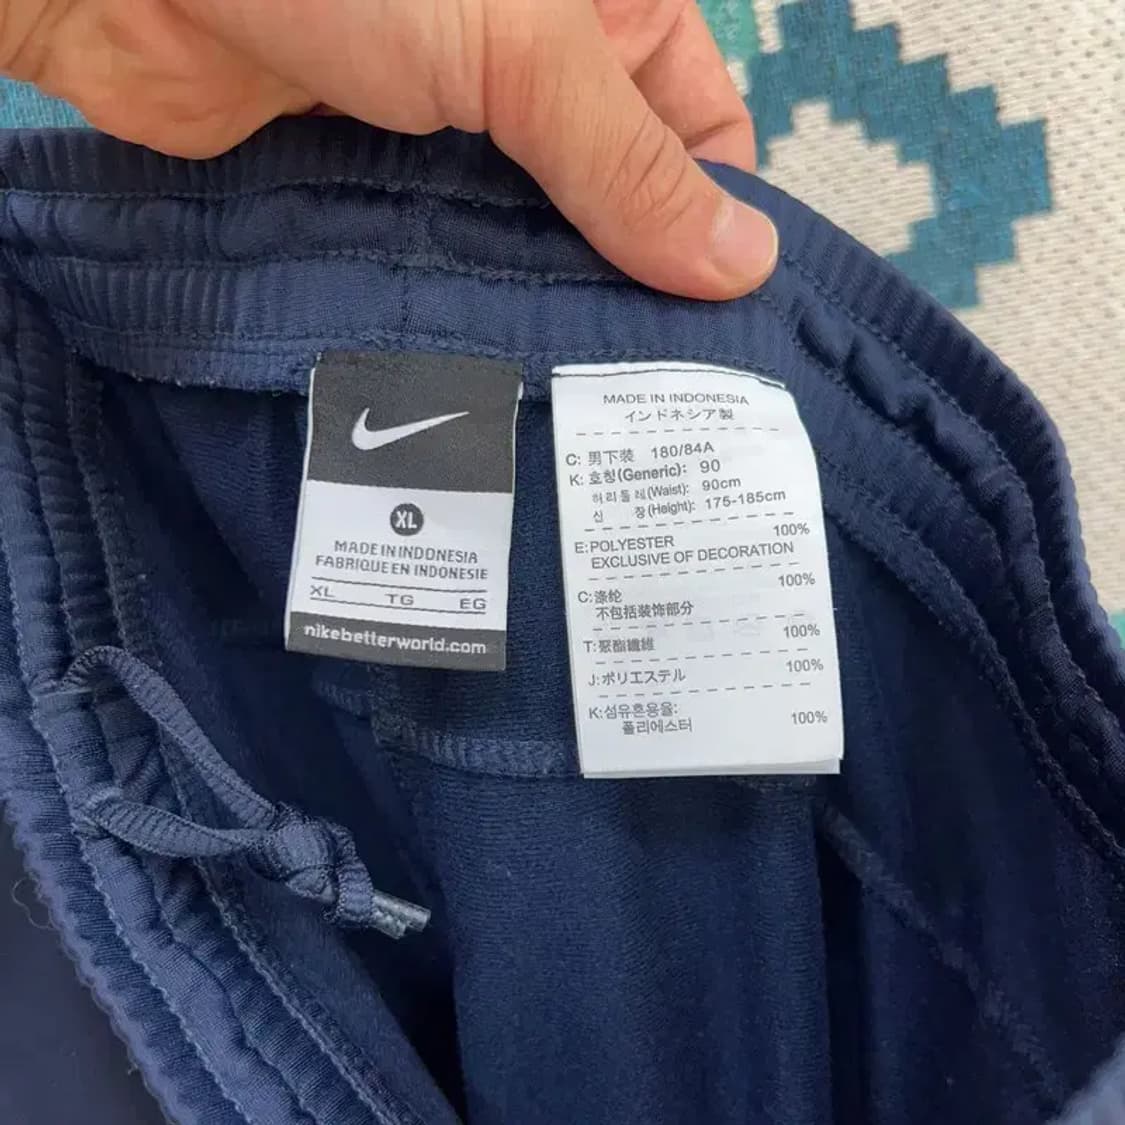 XL
MADE IN INDONESIA
FABRIQUE EN INDONESIE
XL TG EG
nikebetterworld.com
MADE IN INDONESIA
インドネシア製
C: 男下装 180/84A
K: 호칭(Generic): 90
허리둘레(Waist): 90cm
신 장(Height): 175-185cm
100%
E:POLYESTER
EXCLUSIVE OF DECORATION
100%
C:涤纶
不包括装饰部分
T:聚酯纖維 100%
J:ポリエステル 100%
K:섬유혼용율:
폴리에스터 100%